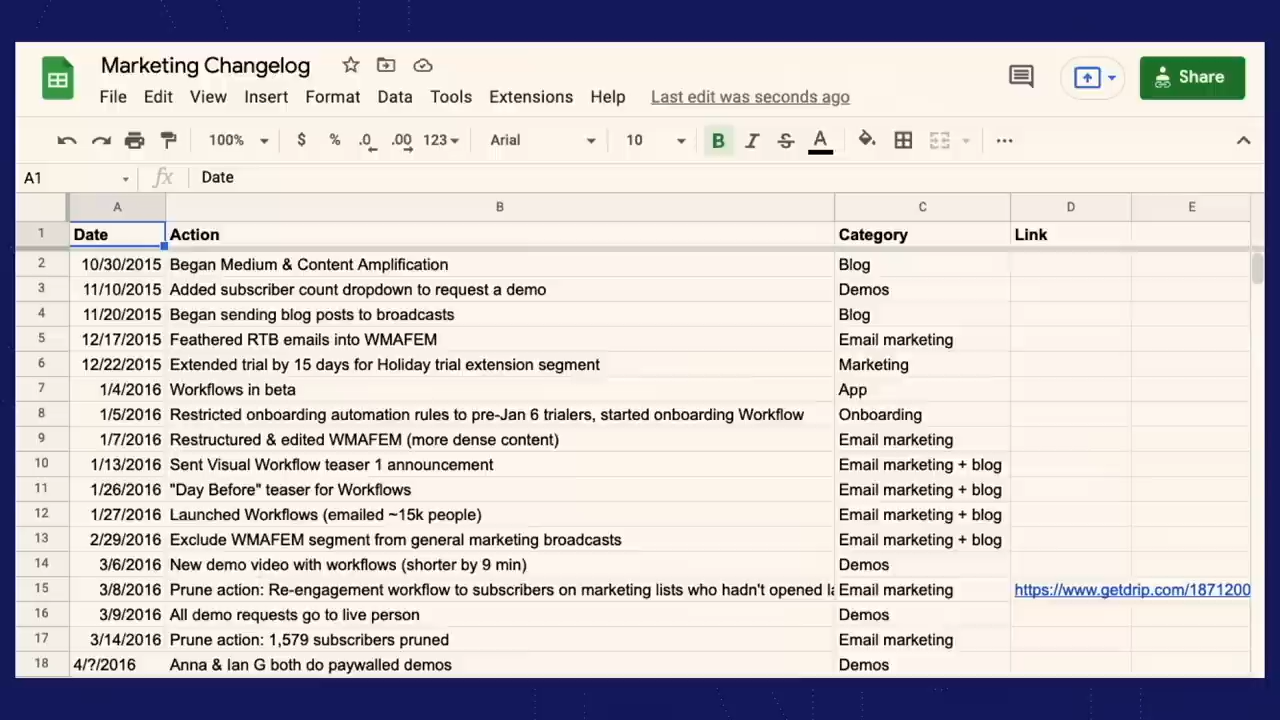 Marketing Changelog
File Edit View Insert Format Data Tools Extensions Help Last edit was seconds ago
Share
100% $ % .0 .00 123 Arial 10 B I S A
A1 fx Date
A B C D E
1 Date Action Category Link
2 10/30/2015 Began Medium & Content Amplification Blog
3 11/10/2015 Added subscriber count dropdown to request a demo Demos
4 11/20/2015 Began sending blog posts to broadcasts Blog
5 12/17/2015 Feathered RTB emails into WMAFEM Email marketing
6 12/22/2015 Extended trial by 15 days for Holiday trial extension segment Marketing
7 1/4/2016 Workflows in beta App
8 1/5/2016 Restricted onboarding automation rules to pre-Jan 6 trialers, started onboarding Workflow Onboarding
9 1/7/2016 Restructured & edited WMAFEM (more dense content) Email marketing
10 1/13/2016 Sent Visual Workflow teaser 1 announcement Email marketing + blog
11 1/26/2016 "Day Before" teaser for Workflows Email marketing + blog
12 1/27/2016 Launched Workflows (emailed ~15k people) Email marketing + blog
13 2/29/2016 Exclude WMAFEM segment from general marketing broadcasts Email marketing + blog
14 3/6/2016 New demo video with workflows (shorter by 9 min) Demos
15 3/8/2016 Prune action: Re-engagement workflow to subscribers on marketing lists who hadn't opened Email marketing https://www.getdrip.com/1871200
16 3/9/2016 All demo requests go to live person Demos
17 3/14/2016 Prune action: 1,579 subscribers pruned Email marketing
18 4/?/2016 Anna & Ian G both do paywalled demos Demos